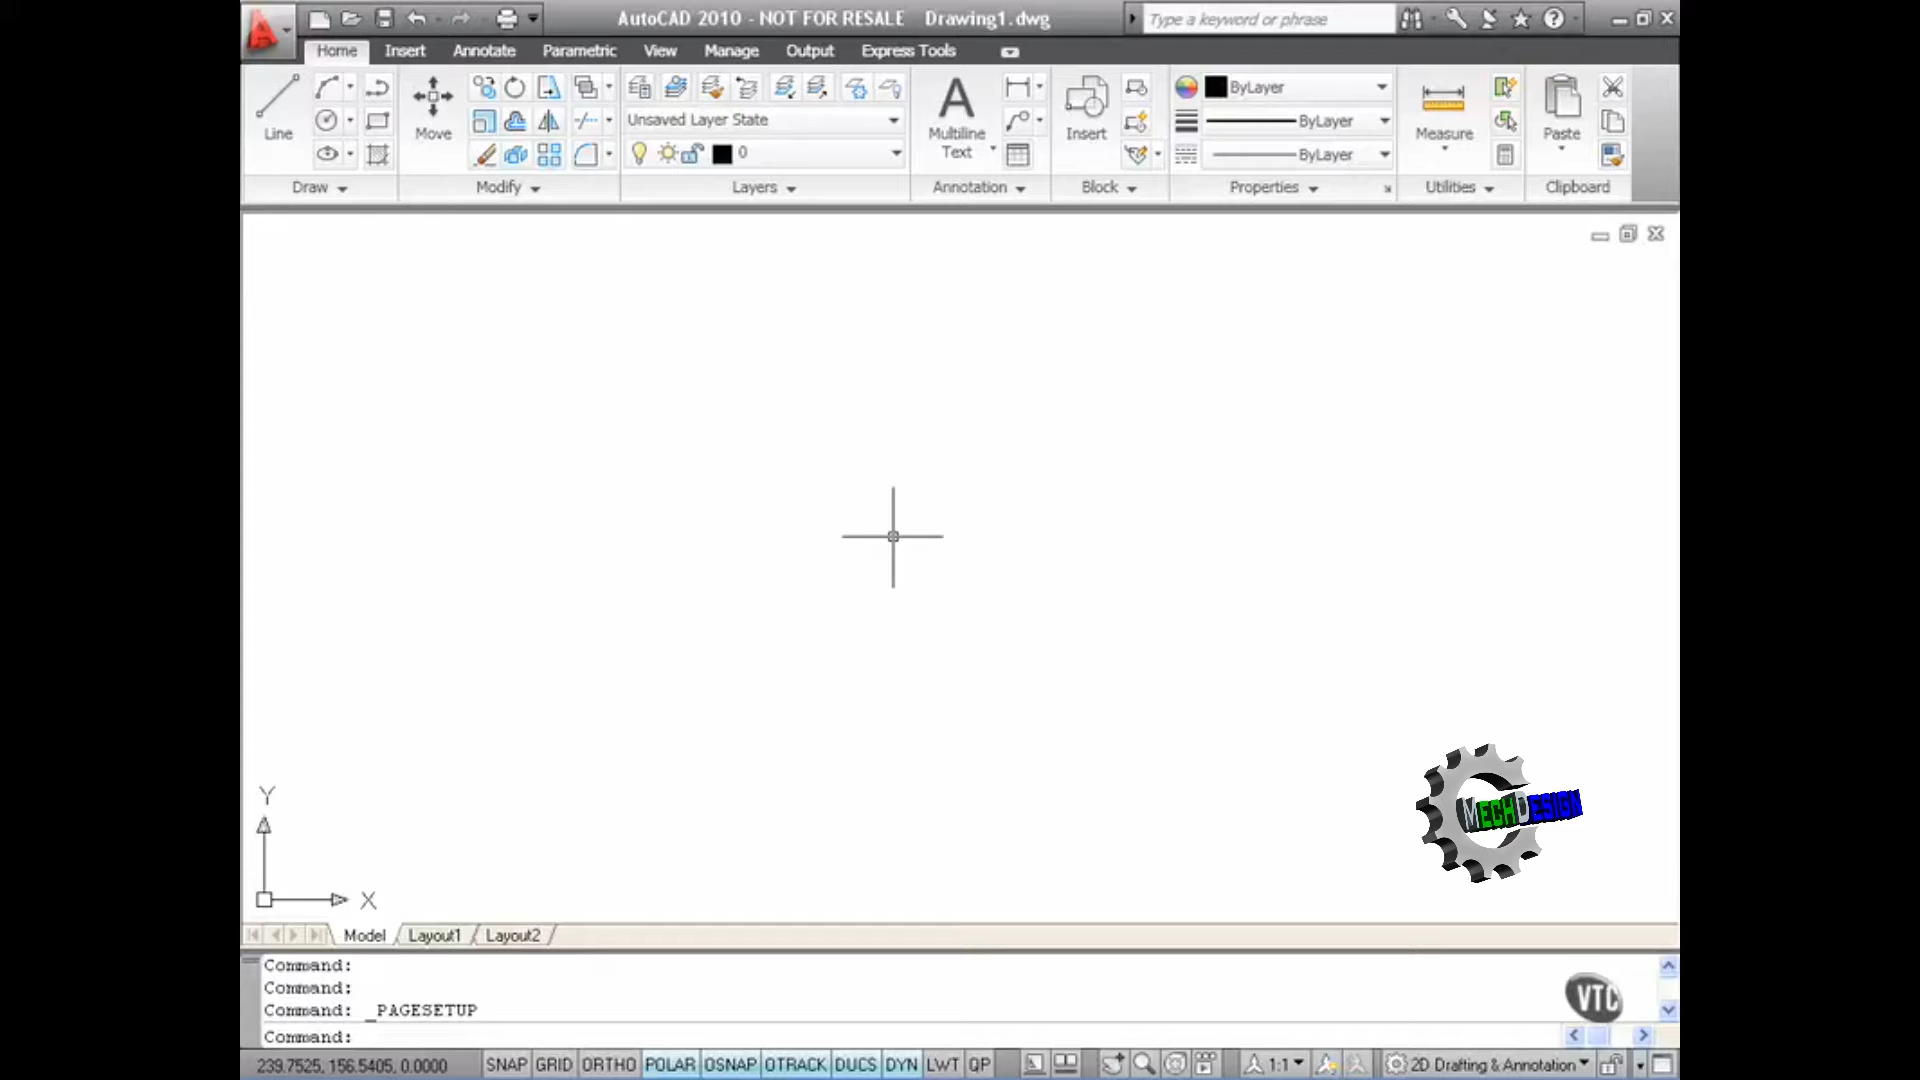 AutoCAD 2010 - NOT FOR RESALE Drawing1.dwg
Type a keyword or phrase
Home Insert Annotate Parametric View Manage Output Express Tools
Line
Move
Unsaved Layer State
0
A
Multiline
Text
Insert
ByLayer
ByLayer
ByLayer
Measure
Paste
Draw
Modify
Layers
Annotation
Block
Properties
Utilities
Clipboard
MECHDESIGN
Y
X
Model Layout1 Layout2
Command:
Command:
Command: _PAGESETUP
Command:
VTC
239.7525, 156.5405, 0.0000 SNAP GRID ORTHO POLAR OSNAP OTRACK DUCS DYN LWT QP 1:1 2D Drafting & Annotation